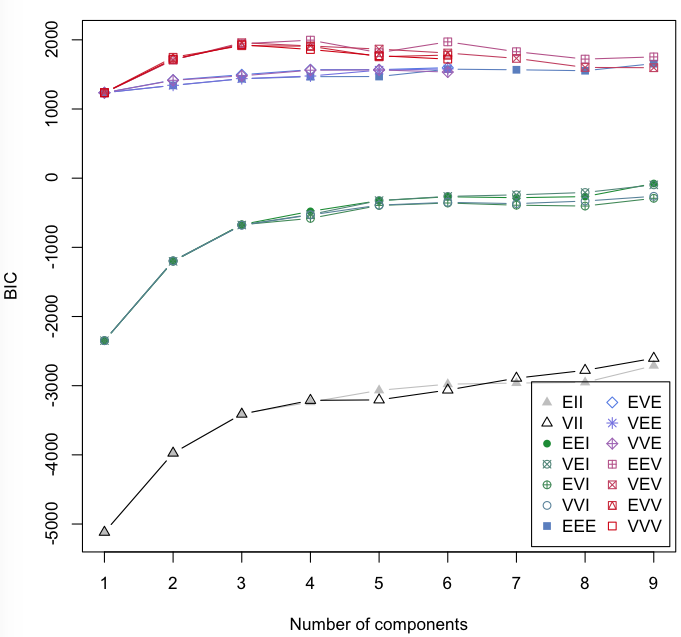 2000
1000
0
-1000
-2000
-3000
-4000
-5000
BIC
EII EVE
VII VEE
EEI VVE
VEI EEV
EVI VEV
VVI EVV
EEE VVV
1 2 3 4 5 6 7 8 9
Number of components